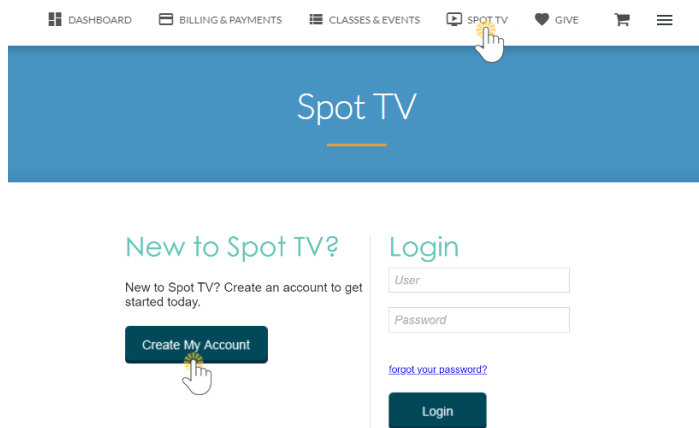 DASHBOARD BILLING & PAYMENTS CLASSES & EVENTS SPOT TV GIVE
Spot TV
New to Spot TV?
New to Spot TV? Create an account to get
started today.
Create My Account
Login
User
Password
forgot your password?
Login